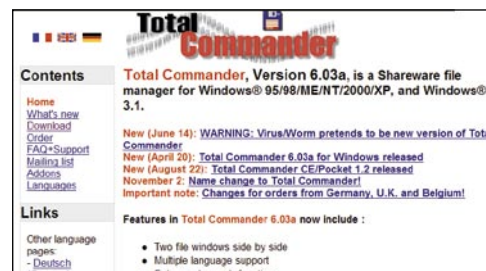 Total
Commander
Contents
Home
What's new
Download
Order
FAQ+Support
Mailing list
Addons
Languages
Links
Other language
pages:
- Deutsch
Total Commander, Version 6.03a, is a Shareware file
manager for Windows® 95/98/ME/NT/2000/XP, and Windows®
3.1.
New (June 14): WARNING: Virus/Worm pretends to be new version of Tota
Commander
New (April 20): Total Commander 6.03a for Windows released
New (August 22): Total Commander CE/Pocket 1.2 released
November 2: Name change to Total Commander!
Important note: Changes for orders from Germany, U.K. and Belgium!
Features in Total Commander 6.03a now include :
Two file windows side by side
Multiple language support